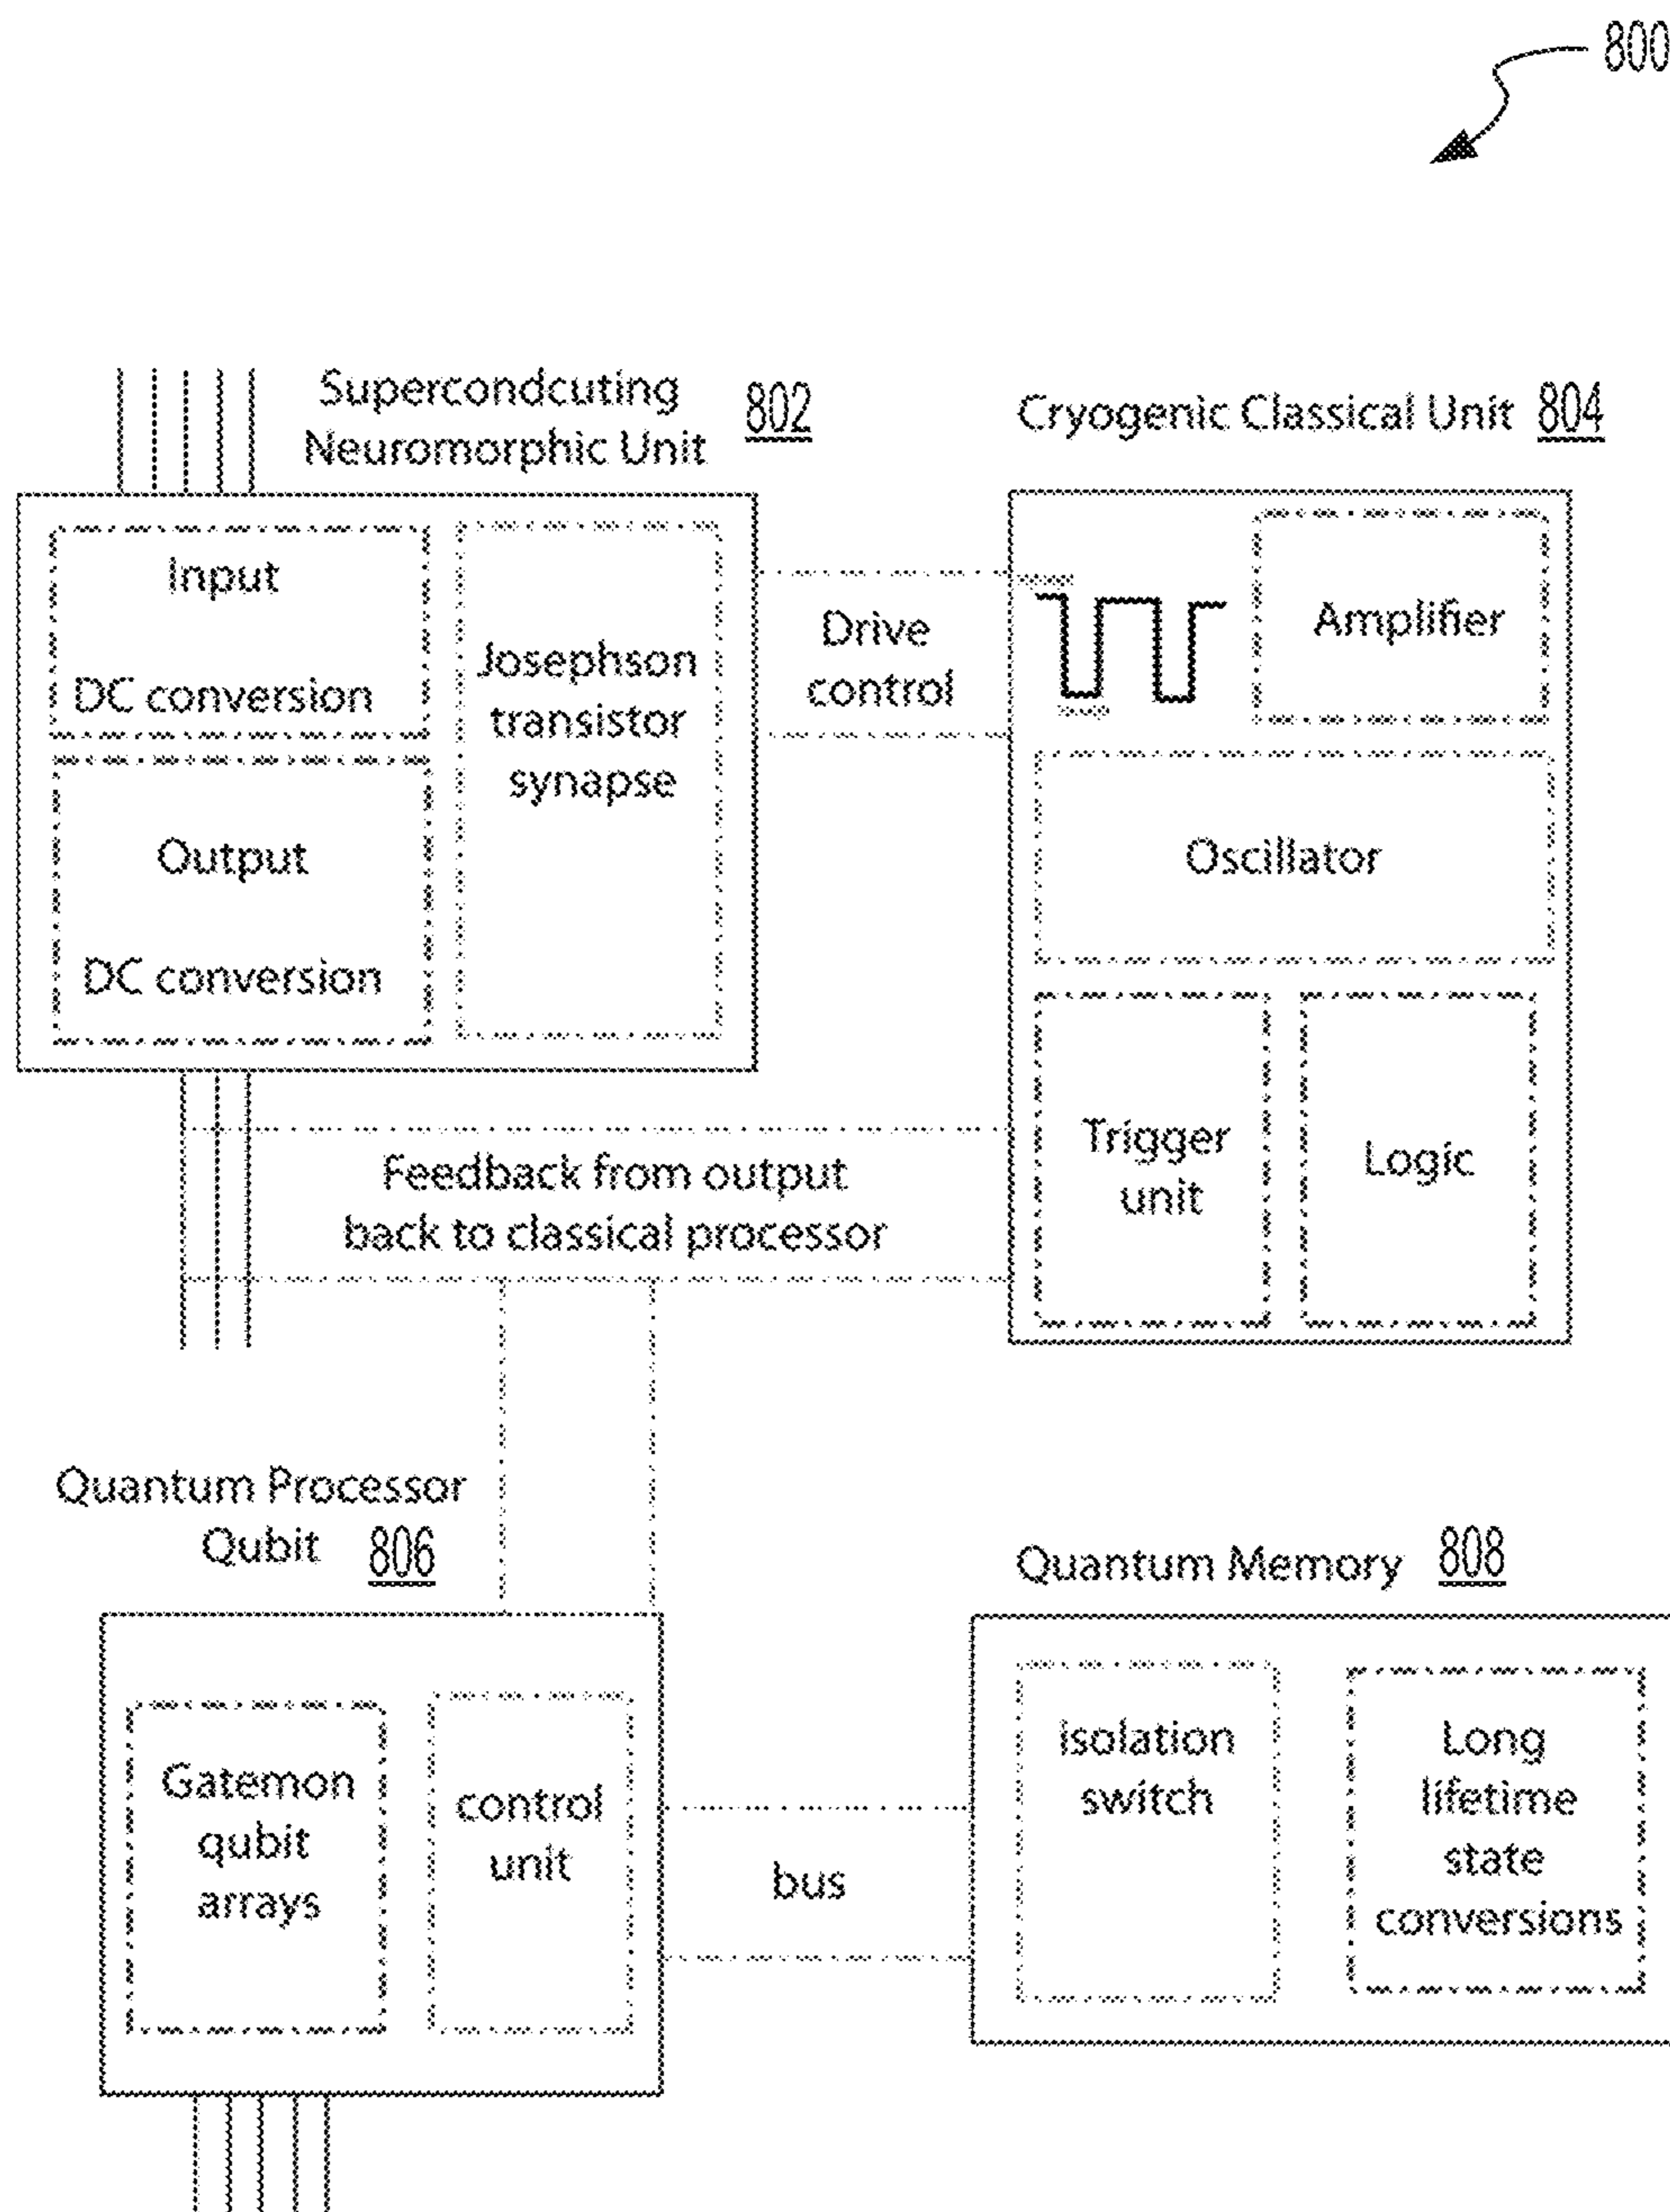 800
Supercondcuting
Neuromorphic Unit 802
Cryogenic Classical Unit 804
Input
DC conversion
Output
DC conversion
Josephson
transistor
synapse
Drive
control
Amplifier
Oscillator
Trigger
unit
Logic
Feedback from output
back to classical processor
Quantum Processor
Qubit 806
Quantum Memory 808
Gatemon
qubit
arrays
control
unit
bus
isolation
switch
Long
lifetime
state
conversions